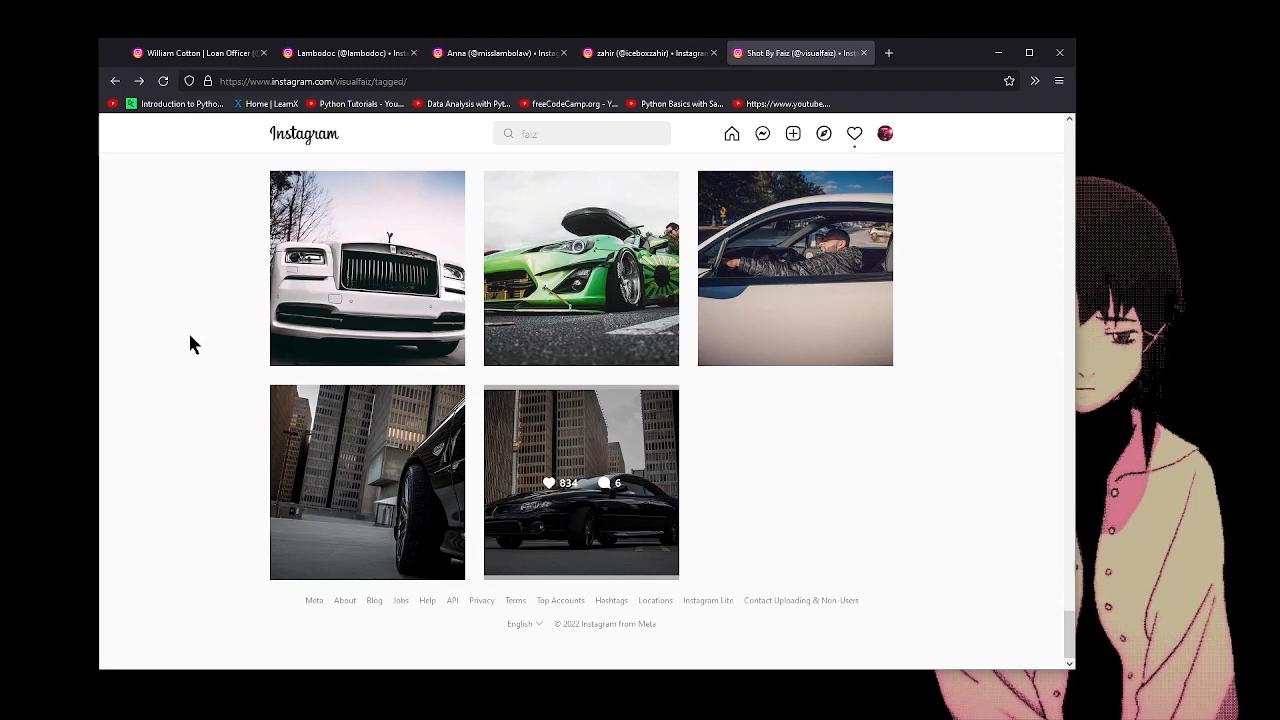 William Cotton | Loan Officer (@
Lambodoc (@lambodoc) • Insta
Anna (@misslambolaw) • Instag
zahir (@iceboxzahir) • Instagram
Shot By Faiz (@visualfaiz) • Inst
https://www.instagram.com/visualfaiz/tagged/
Introduction to Pytho...
Home | LearnX
Python Tutorials - You...
Data Analysis with Pyt...
freeCodeCamp.org - Y...
Python Basics with Sa...
https://www.youtube....
Instagram
faiz
834
6
Meta About Blog Jobs Help API Privacy Terms Top Accounts Hashtags Locations Instagram Lite Contact Uploading & Non-Users
English © 2022 Instagram from Meta